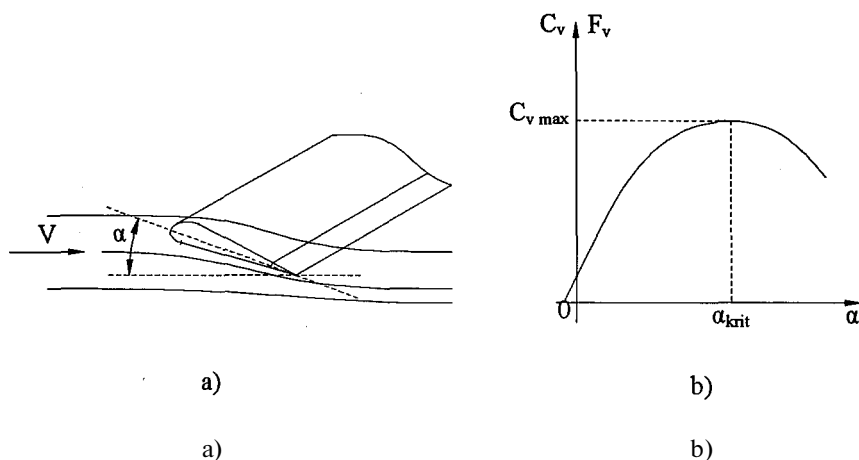 C_v F_v
C_v max
V α
0 α_krit α
a) b)
a) b)